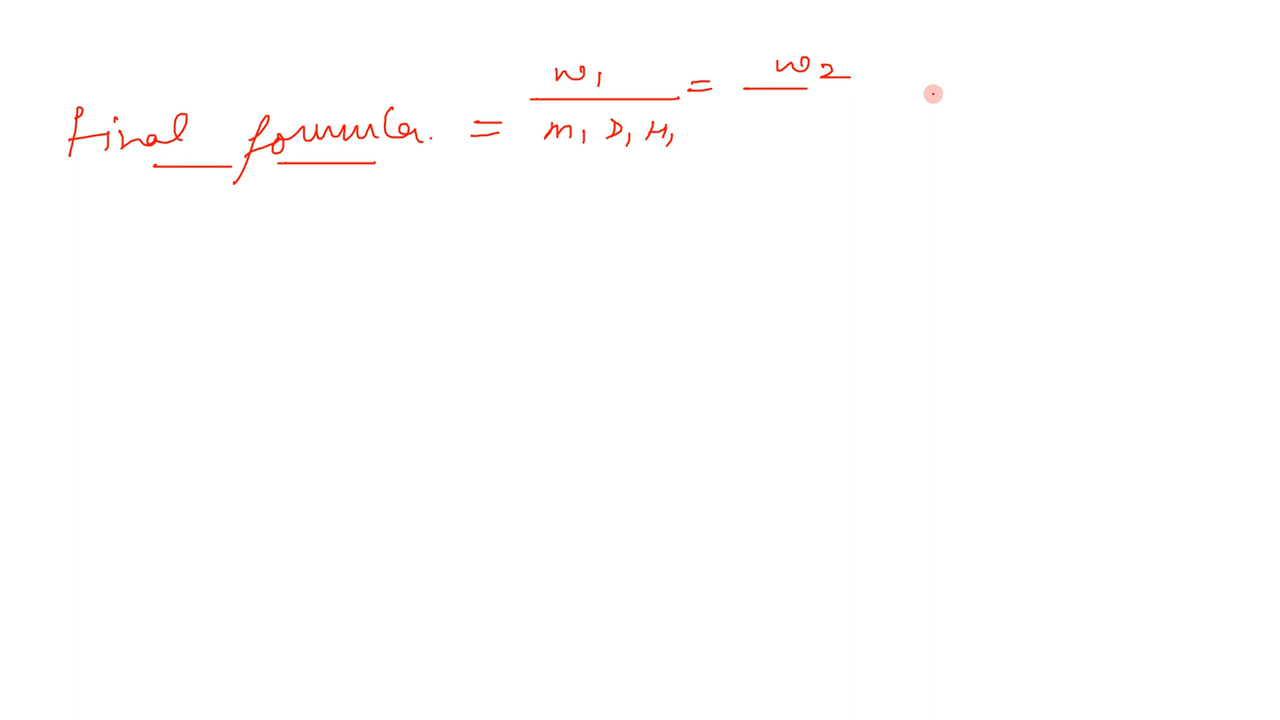 final formula. = w1 / m1 D1 H1 = w2